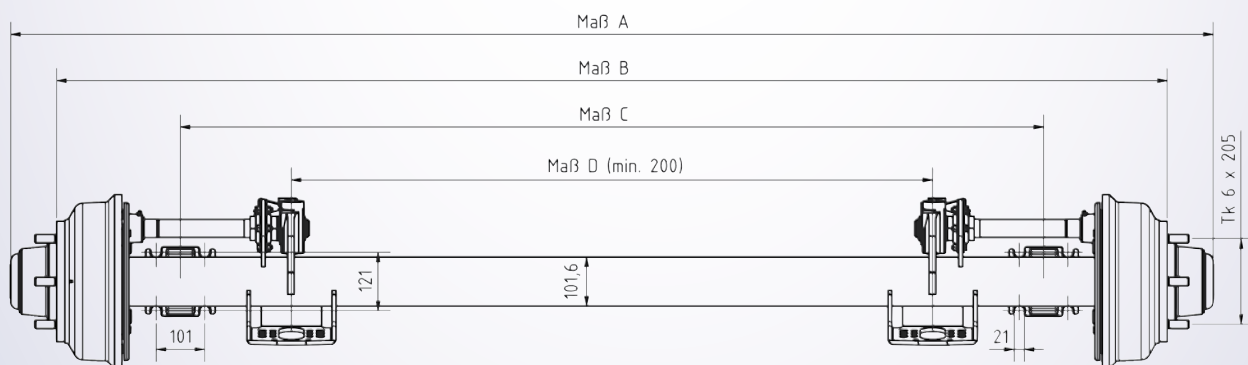 Maß A
Maß B
Maß C
Maß D (min. 200)
Tk 6 x 205
121
101,6
101
21